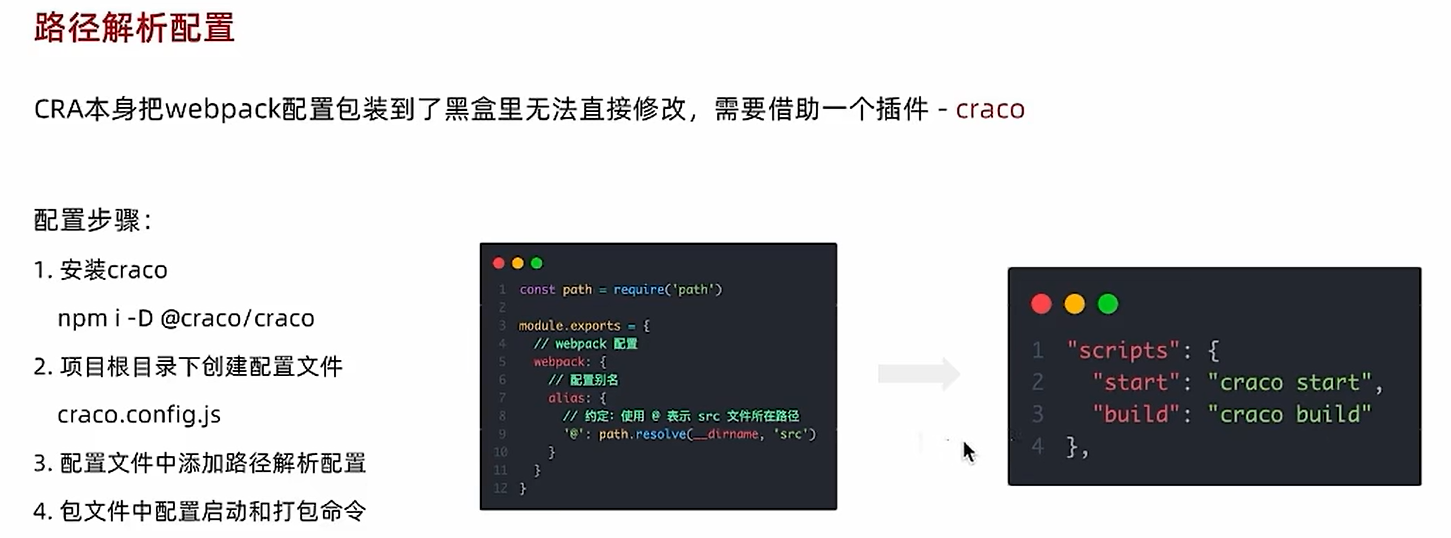 路径解析配置
CRA本身把webpack配置包装到了黑盒里无法直接修改，需要借助一个插件 - craco
配置步骤：
1. 安装craco
npm i -D @craco/craco
2. 项目根目录下创建配置文件
craco.config.js
3. 配置文件中添加路径解析配置
4. 包文件中配置启动和打包命令
1 const path = require('path')
2
3 module.exports = {
4 // webpack 配置
5 webpack: {
6 // 配置别名
7 alias: {
8 // 约定：使用 @ 表示 src 文件所在路径
9 '@': path.resolve(__dirname, 'src')
10 }
11 }
12 }
1 "scripts": {
2 "start": "craco start",
3 "build": "craco build"
4 },